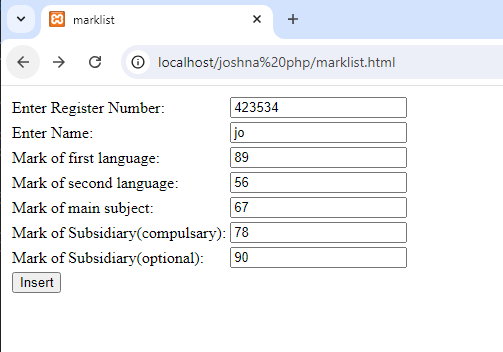 marklist
localhost/joshna%20php/marklist.html
Enter Register Number: 423534
Enter Name: jo
Mark of first language: 89
Mark of second language: 56
Mark of main subject: 67
Mark of Subsidiary(compulsary): 78
Mark of Subsidiary(optional): 90
Insert